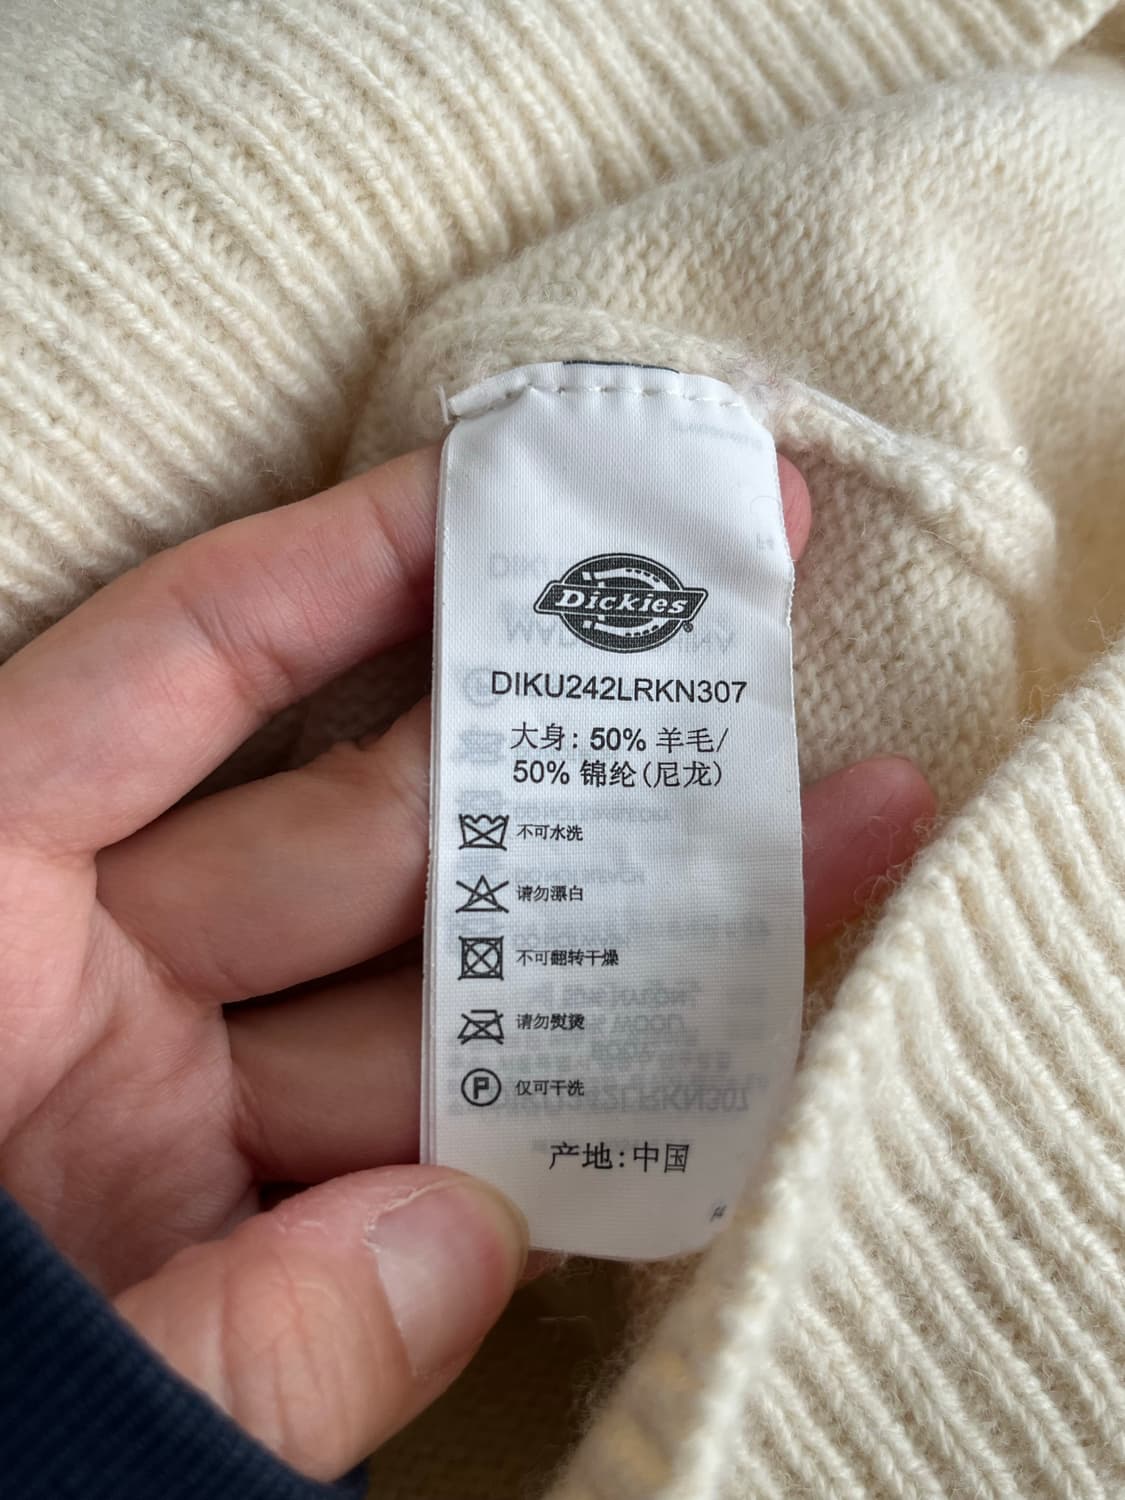 Dickies
DIKU242LRKN307
大身: 50% 羊毛/
50% 锦纶(尼龙)
不可水洗
请勿漂白
不可翻转干燥
请勿熨烫
P 仅可干洗
产地:中国